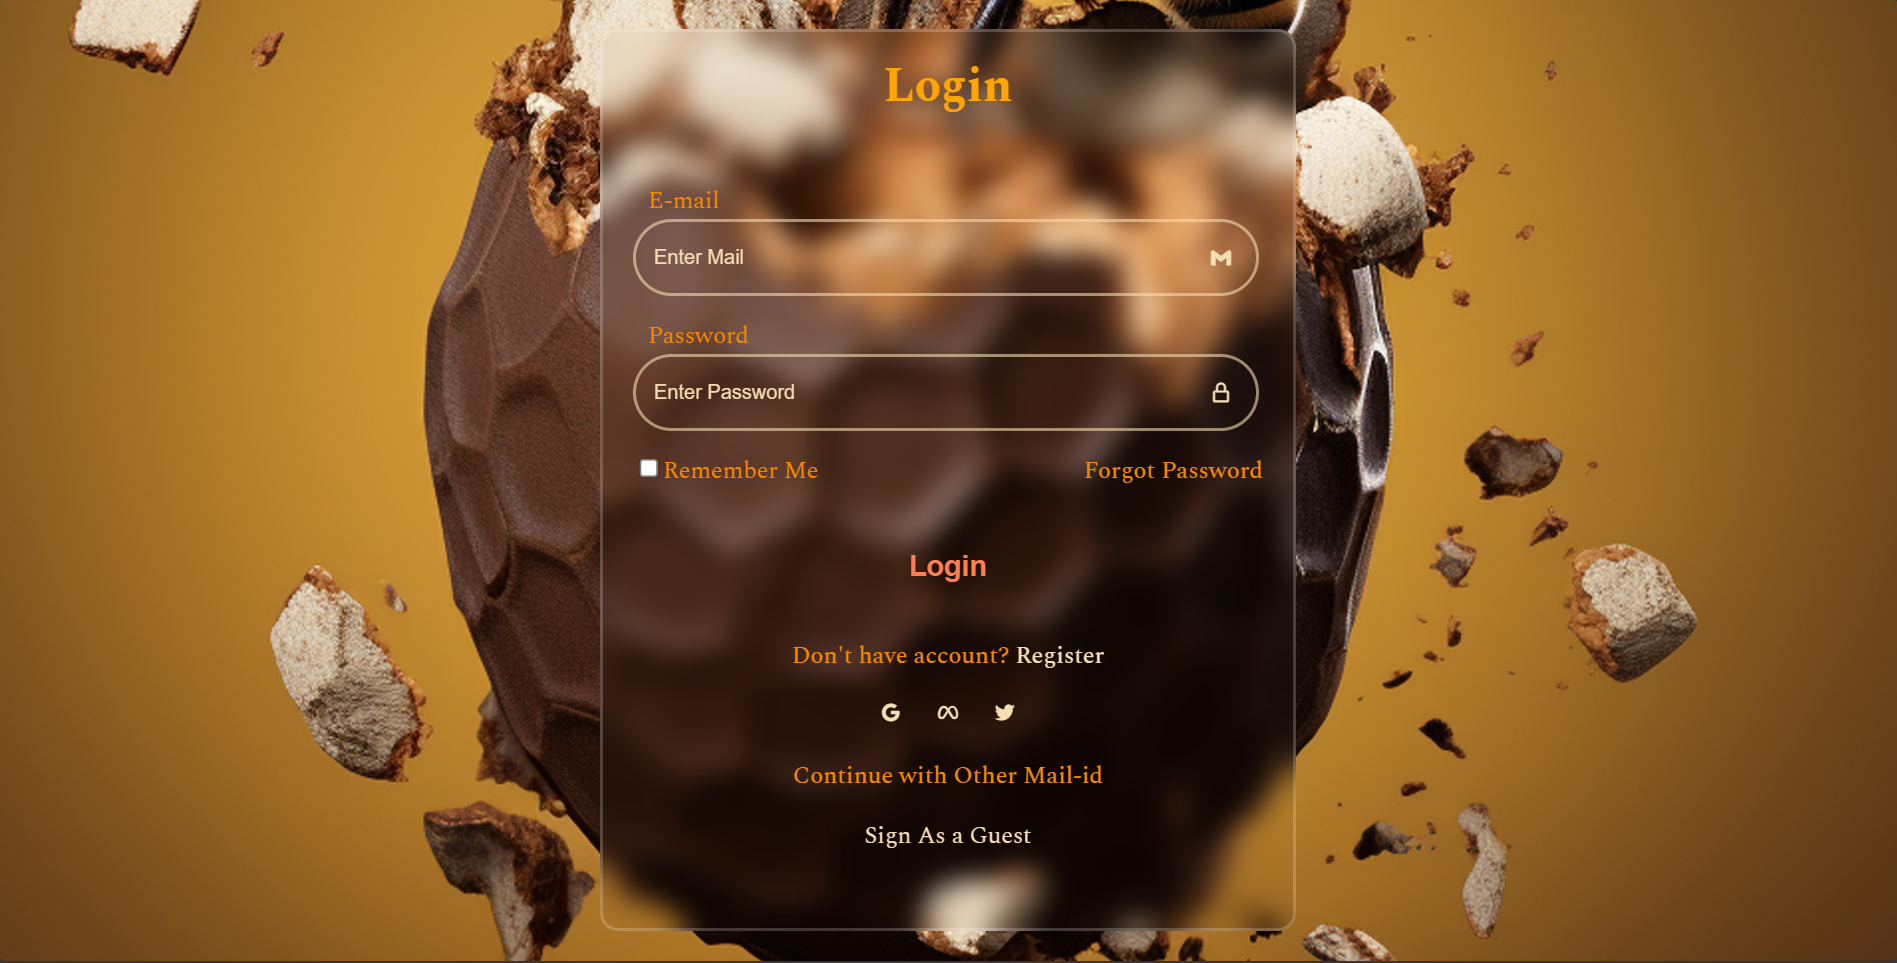 Login
E-mail
Enter Mail
Password
Enter Password
Remember Me Forgot Password
Login
Don't have account? Register
Continue with Other Mail-id
Sign As a Guest